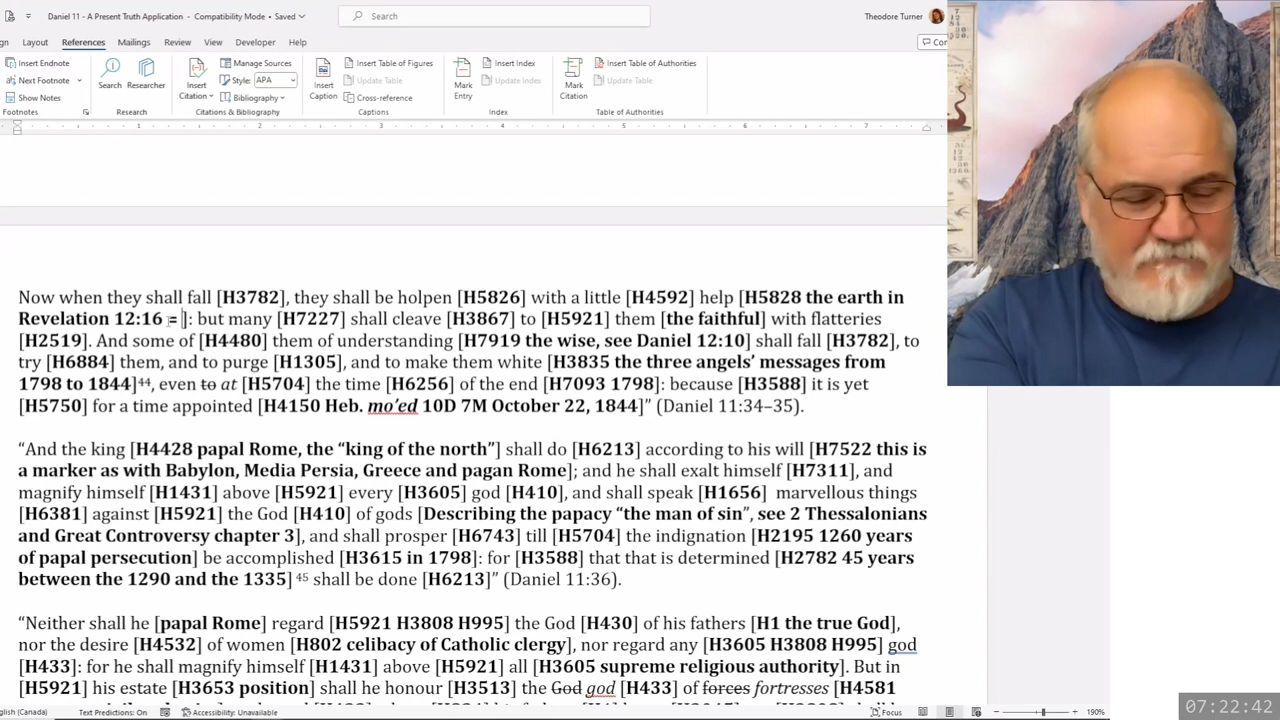 Daniel 11 - A Present Truth Application - Compatibility Mode • Saved
Search
Theodore Turner
Layout References Mailings Review View Developer Help
Insert Endnote
Next Footnote
Show Notes
Footnotes
Search
Researcher
Research
Insert Citation
Manage Sources
Style: APA
Bibliography
Citations & Bibliography
Insert Caption
Insert Table of Figures
Update Table
Cross-reference
Captions
Mark Entry
Insert Index
Update Index
Index
Mark Citation
Insert Table of Authorities
Update Table
Table of Authorities
1 2 3 4 5 6 7
Now when they shall fall [H3782], they shall be holpen [H5826] with a little [H4592] help [H5828 the earth in
Revelation 12:16 = ]: but many [H7227] shall cleave [H3867] to [H5921] them [the faithful] with flatteries
[H2519]. And some of [H4480] them of understanding [H7919 the wise, see Daniel 12:10] shall fall [H3782], to
try [H6884] them, and to purge [H1305], and to make them white [H3835 the three angels’ messages from
1798 to 1844]44, even to at [H5704] the time [H6256] of the end [H7093 1798]: because [H3588] it is yet
[H5750] for a time appointed [H4150 Heb. mo’ed 10D 7M October 22, 1844]” (Daniel 11:34–35).
“And the king [H4428 papal Rome, the “king of the north”] shall do [H6213] according to his will [H7522 this is
a marker as with Babylon, Media Persia, Greece and pagan Rome]; and he shall exalt himself [H7311], and
magnify himself [H1431] above [H5921] every [H3605] god [H410], and shall speak [H1656] marvellous things
[H6381] against [H5921] the God [H410] of gods [Describing the papacy “the man of sin”, see 2 Thessalonians
and Great Controversy chapter 3], and shall prosper [H6743] till [H5704] the indignation [H2195 1260 years
of papal persecution] be accomplished [H3615 in 1798]: for [H3588] that that is determined [H2782 45 years
between the 1290 and the 1335] 45 shall be done [H6213]” (Daniel 11:36).
“Neither shall he [papal Rome] regard [H5921 H3808 H995] the God [H430] of his fathers [H1 the true God],
nor the desire [H4532] of women [H802 celibacy of Catholic clergy], nor regard any [H3605 H3808 H995] god
[H433]: for he shall magnify himself [H1431] above [H5921] all [H3605 supreme religious authority]. But in
[H5921] his estate [H3653 position] shall he honour [H3513] the God god [H433] of forces fortresses [H4581
English (Canada) Text Predictions: On Accessibility: Unavailable Focus 190%
07:22:42